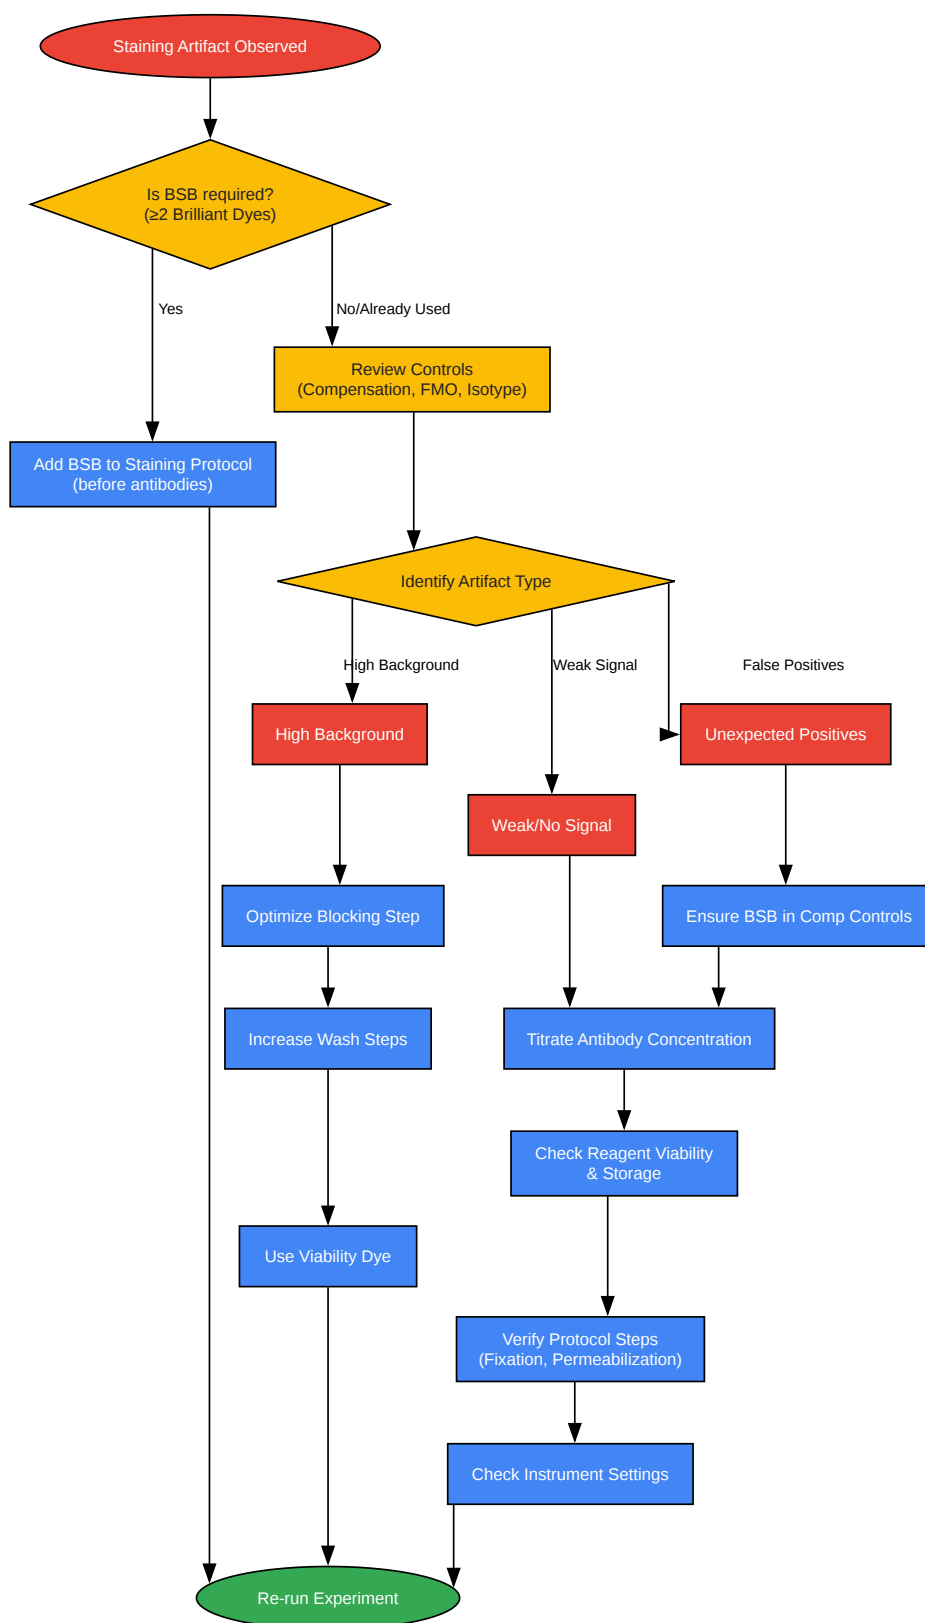 Staining Artifact Observed
Is BSB required?
(≥2 Brilliant Dyes)
Yes
No/Already Used
Review Controls
(Compensation, FMO, Isotype)
Add BSB to Staining Protocol
(before antibodies)
Identify Artifact Type
High Background
Weak Signal
False Positives
High Background
Unexpected Positives
Weak/No Signal
Optimize Blocking Step
Ensure BSB in Comp Controls
Increase Wash Steps
Titrate Antibody Concentration
Check Reagent Viability
& Storage
Use Viability Dye
Verify Protocol Steps
(Fixation, Permeabilization)
Check Instrument Settings
Re-run Experiment